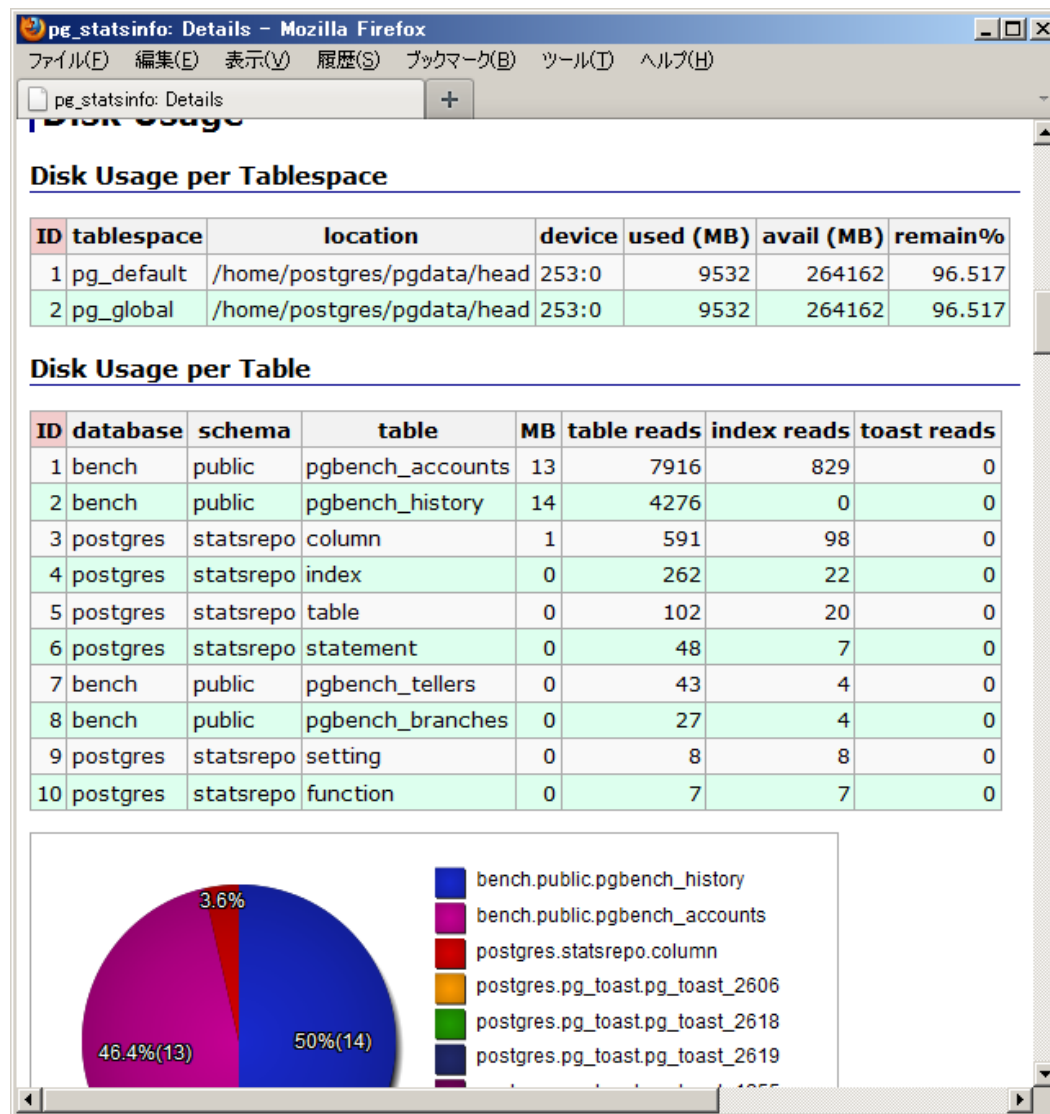 pg_statsinfo: Details - Mozilla Firefox
ファイル(F) 編集(E) 表示(V) 履歴(S) ブックマーク(B) ツール(T) ヘルプ(H)
pg_statsinfo: Details
Disk Usage
Disk Usage per Tablespace
ID tablespace location device used (MB) avail (MB) remain%
1 pg_default /home/postgres/pgdata/head 253:0 9532 264162 96.517
2 pg_global /home/postgres/pgdata/head 253:0 9532 264162 96.517
Disk Usage per Table
ID database schema table MB table reads index reads toast reads
1 bench public pgbench_accounts 13 7916 829 0
2 bench public pgbench_history 14 4276 0 0
3 postgres statsrepo column 1 591 98 0
4 postgres statsrepo index 0 262 22 0
5 postgres statsrepo table 0 102 20 0
6 postgres statsrepo statement 0 48 7 0
7 bench public pgbench_tellers 0 43 4 0
8 bench public pgbench_branches 0 27 4 0
9 postgres statsrepo setting 0 8 8 0
10 postgres statsrepo function 0 7 7 0
3.6%
46.4%(13)
50%(14)
bench.public.pgbench_history
bench.public.pgbench_accounts
postgres.statsrepo.column
postgres.pg_toast.pg_toast_2606
postgres.pg_toast.pg_toast_2618
postgres.pg_toast.pg_toast_2619